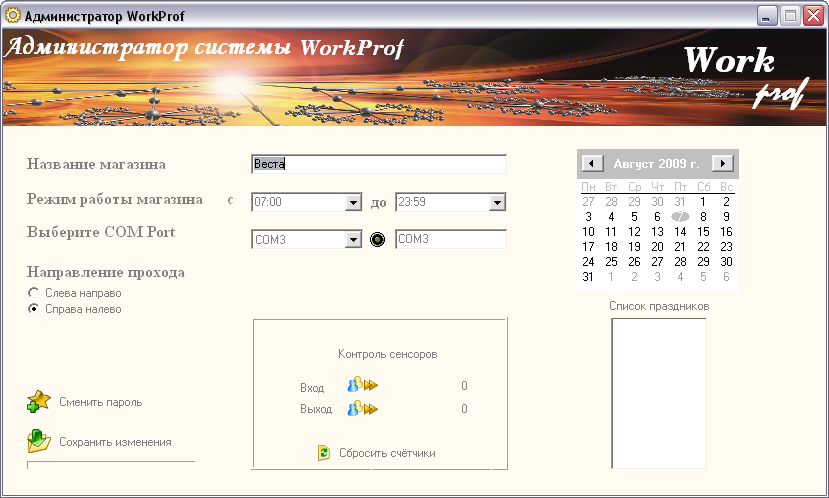 Администратор WorkProf
Администратор системы WorkProf
Work
prof
Название магазина
Веста
Режим работы магазина с 07:00 до 23:59
Выберите COM Port
COM3 COM3
Направление прохода
Слева направо
Справа налево
Август 2009 г.
Пн Вт Ср Чт Пт Сб Вс
27 28 29 30 31 1 2
3 4 5 6 7 8 9
10 11 12 13 14 15 16
17 18 19 20 21 22 23
24 25 26 27 28 29 30
31 1 2 3 4 5 6
Список праздников
Контроль сенсоров
Вход 0
Выход 0
Сбросить счётчики
Сменить пароль
Сохранить изменения